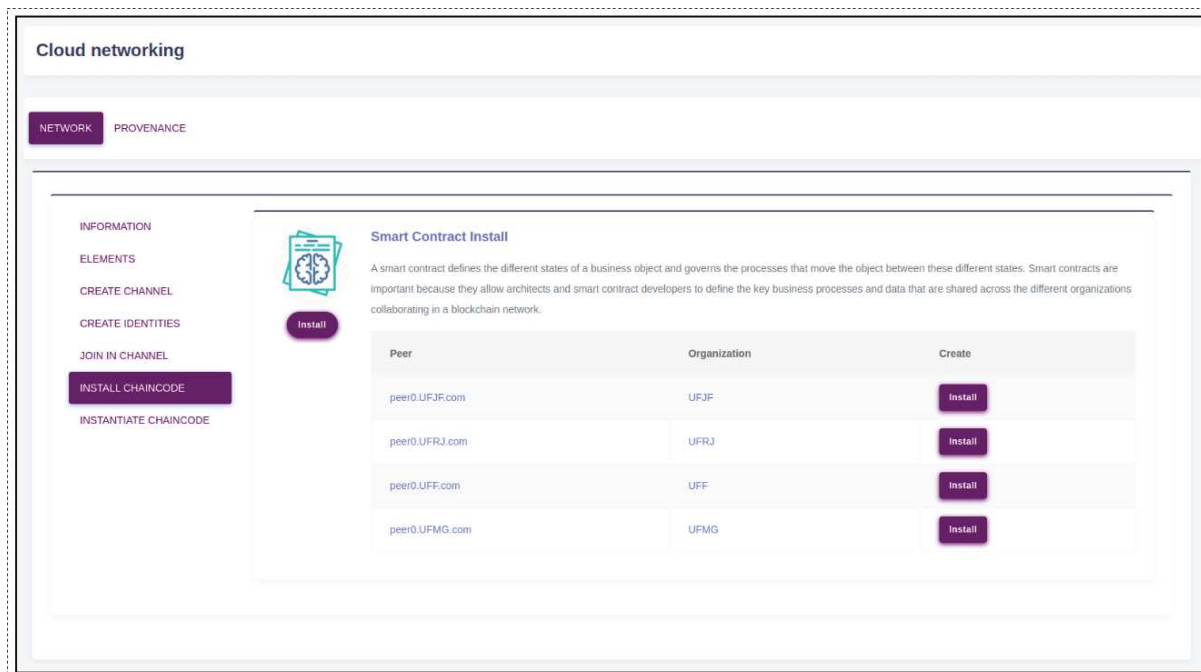 Cloud networking
NETWORK PROVENANCE
INFORMATION
ELEMENTS
CREATE CHANNEL
CREATE IDENTITIES
JOIN IN CHANNEL
INSTALL CHAINCODE
INSTANTIATE CHAINCODE
Install
Smart Contract Install
A smart contract defines the different states of a business object and governs the processes that move the object between these different states. Smart contracts are
important because they allow architects and smart contract developers to define the key business processes and data that are shared across the different organizations
collaborating in a blockchain network.
Peer Organization Create
peer0.UFJF.com UFJF Install
peer0.UFRJ.com UFRJ Install
peer0.UFF.com UFF Install
peer0.UFMG.com UFMG Install